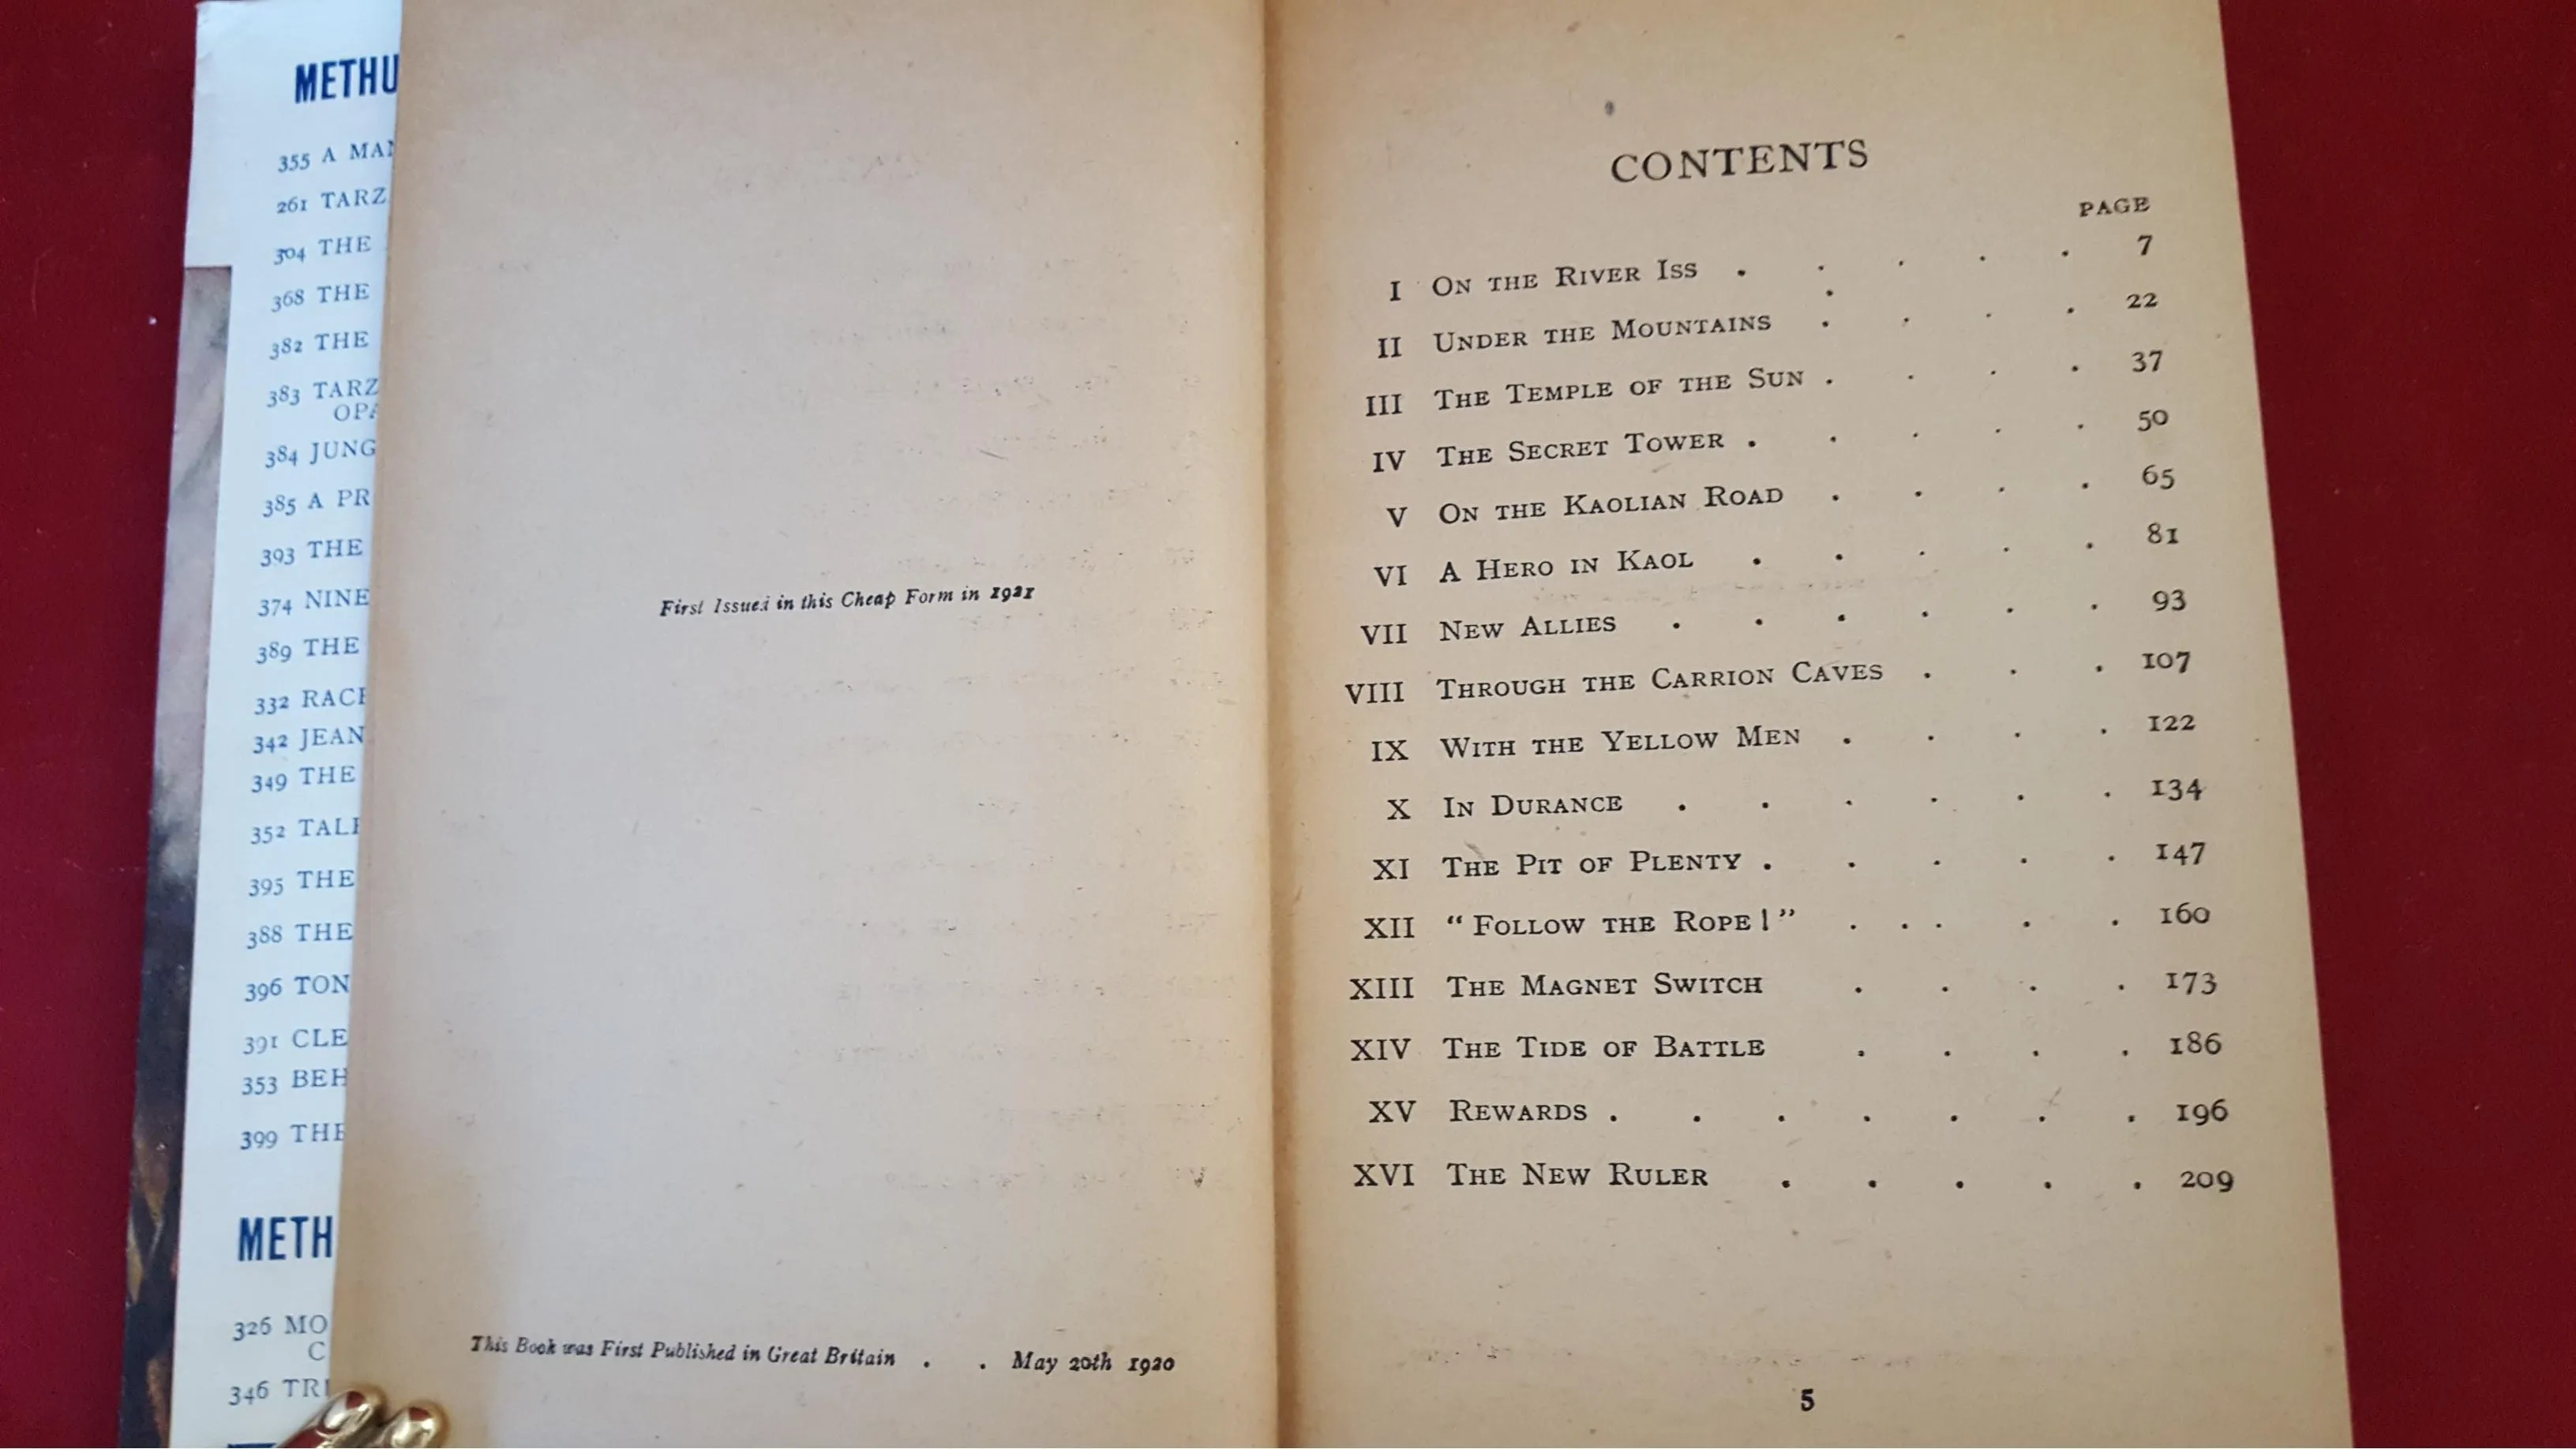 METHU
355 A MAN
261 TARZ
304 THE
368 THE
382 THE
383 TARZ
OPA
384 JUNG
385 A PR
393 THE
374 NINE
389 THE
332 RACE
342 JEAN
349 THE
352 TALE
395 THE
388 THE
396 TON
391 CLE
353 BEH
399 THE
METH
326 MO
C
346 TRI
First Issued in this Cheap Form in 1921
This Book was First Published in Great Britain . . May 20th 1920
CONTENTS
PAGE
I On the River Iss . . . . . 7
II Under the Mountains . . . . 22
III The Temple of the Sun . . . . 37
IV The Secret Tower . . . . . 50
V On the Kaolian Road . . . . 65
VI A Hero in Kaol . . . . . 81
VII New Allies . . . . . . 93
VIII Through the Carrion Caves . . . 107
IX With the Yellow Men . . . . 122
X In Durance . . . . . . 134
XI The Pit of Plenty . . . . . 147
XII “Follow the Rope!” . . . . . 160
XIII The Magnet Switch . . . . 173
XIV The Tide of Battle . . . . 186
XV Rewards . . . . . . . 196
XVI The New Ruler . . . . . 209
5